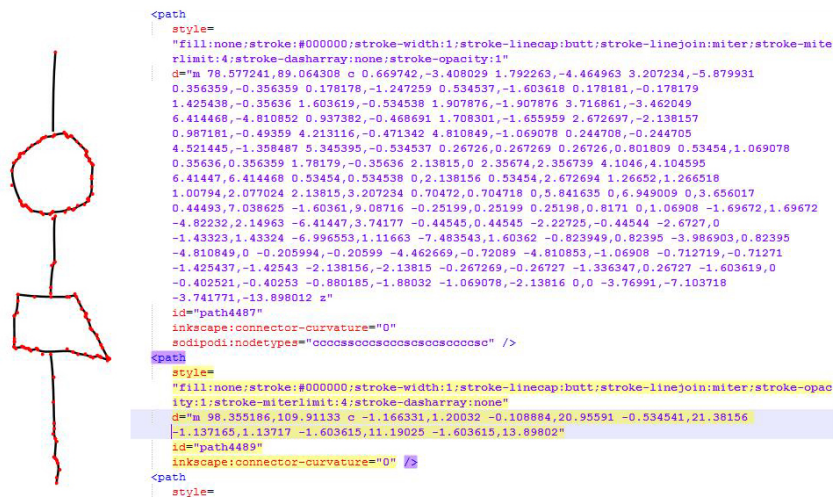 <path
style=
"fill:none;stroke:#000000;stroke-width:1;stroke-linecap:butt;stroke-linejoin:miter;stroke-mite
rlimit:4;stroke-dasharray:none;stroke-opacity:1"
d="m 78.577241,89.064308 c 0.669742,-3.408029 1.792263,-4.464963 3.207234,-5.879931
0.356359,-0.356359 0.178178,-1.247259 0.534537,-1.603618 0.178181,-0.178179
1.425438,-0.35636 1.603619,-0.534538 1.907876,-1.907876 3.716861,-3.462049
6.414468,-4.810852 0.937382,-0.468691 1.708301,-1.655959 2.672697,-2.138157
0.987181,-0.49359 4.213116,-0.471342 4.810849,-1.069078 0.244708,-0.244705
4.521445,-1.358487 5.345395,-0.534537 0.26726,0.267269 0.26726,0.801809 0.53454,1.069078
0.35636,0.356359 1.78179,-0.35636 2.13815,0 2.35674,2.356739 4.1046,4.104595
6.41447,6.414468 0.53454,0.534538 0,2.138156 0.53454,2.672694 1.26652,1.266518
1.00794,2.077024 2.13815,3.207234 0.70472,0.704718 0,5.841635 0,6.949009 0,3.656017
0.44493,7.038625 -1.60361,9.08716 -0.25199,0.25199 0.25198,0.8171 0,1.06908 -1.69672,1.69672
-4.82232,2.14963 -6.41447,3.74177 -0.44545,0.44545 -2.22725,-0.44544 -2.6727,0
-1.43323,1.43324 -6.996553,1.11663 -7.483543,1.60362 -0.823949,0.82395 -3.986903,0.82395
-4.810849,0 -0.205994,-0.20599 -4.462669,-0.72089 -4.810853,-1.06908 -0.712719,-0.71271
-1.425437,-1.42543 -2.138156,-2.13815 -0.267269,-0.26727 -1.336347,0.26727 -1.603619,0
-0.402521,-0.40253 -0.880185,-1.88032 -1.069078,-2.13816 0,0 -3.76991,-7.103718
-3.741771,-13.898012 z"
id="path4487"
inkscape:connector-curvature="0"
sodipodi:nodetypes="ccccssccccsccccscsccsccccsc" />
<path
style=
"fill:none;stroke:#000000;stroke-width:1;stroke-linecap:butt;stroke-linejoin:miter;stroke-opac
ity:1;stroke-miterlimit:4;stroke-dasharray:none"
d="m 98.355186,109.91133 c -1.166331,1.20032 -0.108884,20.95591 -0.534541,21.38156
-1.137165,1.13717 -1.603615,11.19025 -1.603615,13.89802"
id="path4489"
inkscape:connector-curvature="0" />
<path
style=